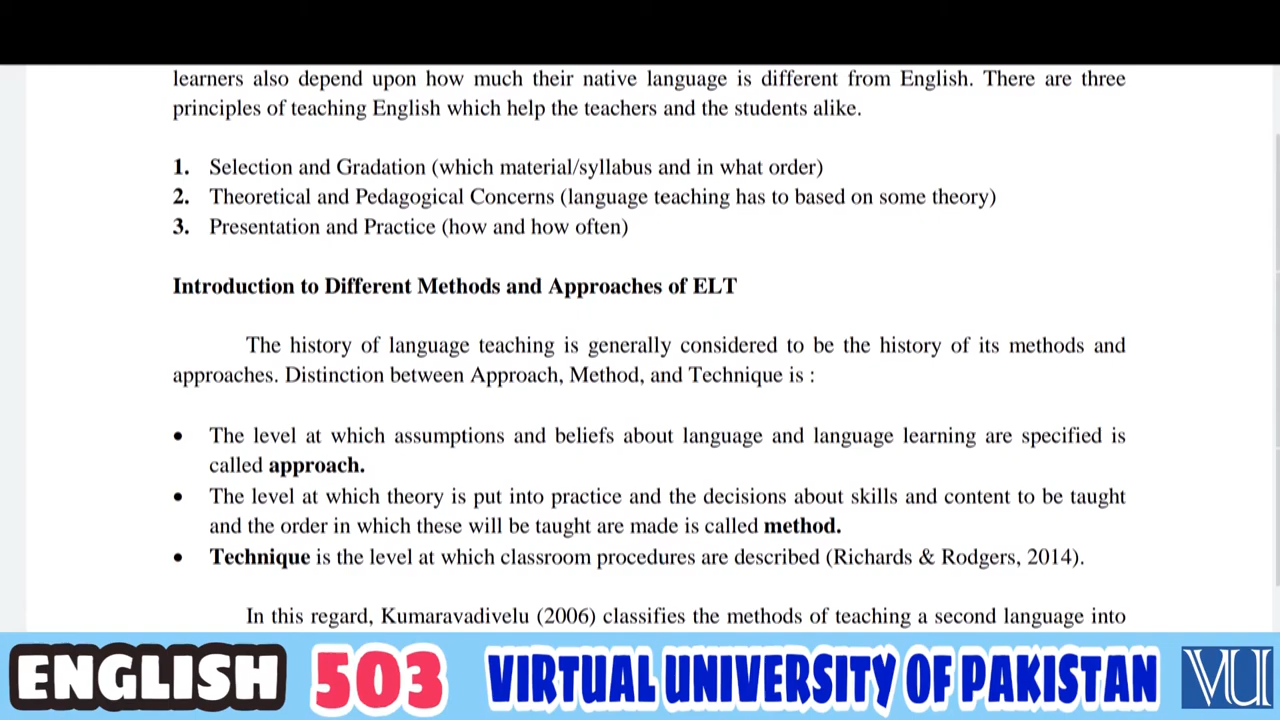 learners also depend upon how much their native language is different from English. There are three
principles of teaching English which help the teachers and the students alike.
1. Selection and Gradation (which material/syllabus and in what order)
2. Theoretical and Pedagogical Concerns (language teaching has to based on some theory)
3. Presentation and Practice (how and how often)
Introduction to Different Methods and Approaches of ELT
The history of language teaching is generally considered to be the history of its methods and
approaches. Distinction between Approach, Method, and Technique is :
• The level at which assumptions and beliefs about language and language learning are specified is
called approach.
• The level at which theory is put into practice and the decisions about skills and content to be taught
and the order in which these will be taught are made is called method.
• Technique is the level at which classroom procedures are described (Richards & Rodgers, 2014).
In this regard, Kumaravadivelu (2006) classifies the methods of teaching a second language into
ENGLISH 503 VIRTUAL UNIVERSITY OF PAKISTAN VU